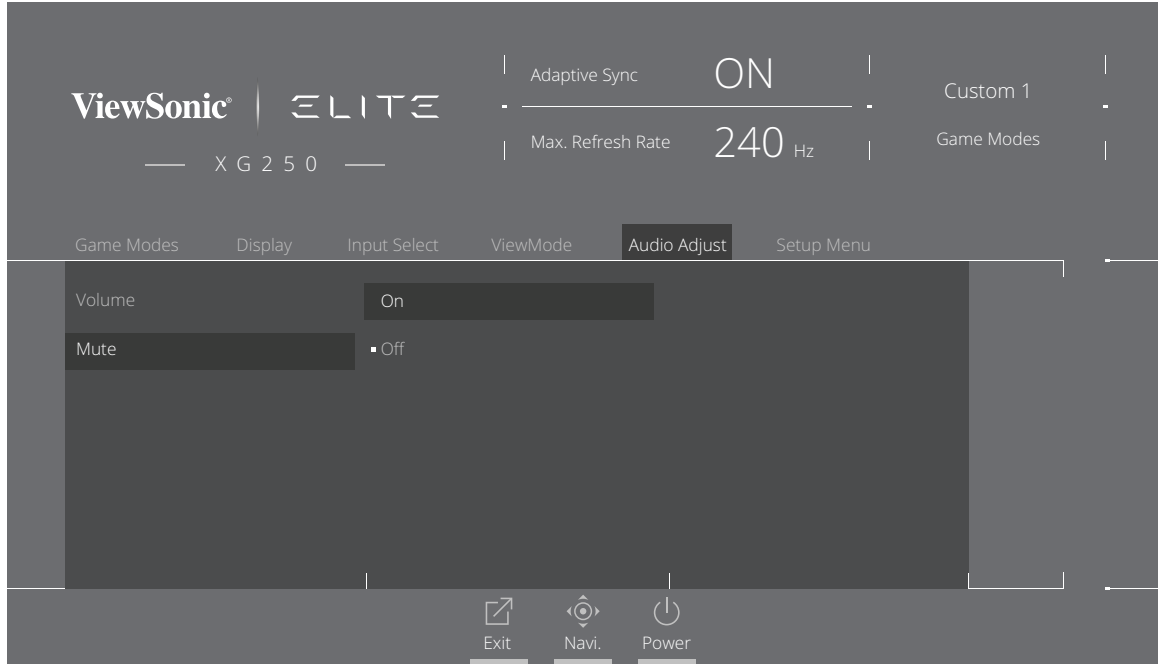 ViewSonic® ELITE
XG250
Adaptive Sync ON
Max. Refresh Rate 240 Hz
Custom 1
Game Modes
Game Modes Display Input Select ViewMode Audio Adjust Setup Menu
Volume On
Mute Off
Exit Navi. Power